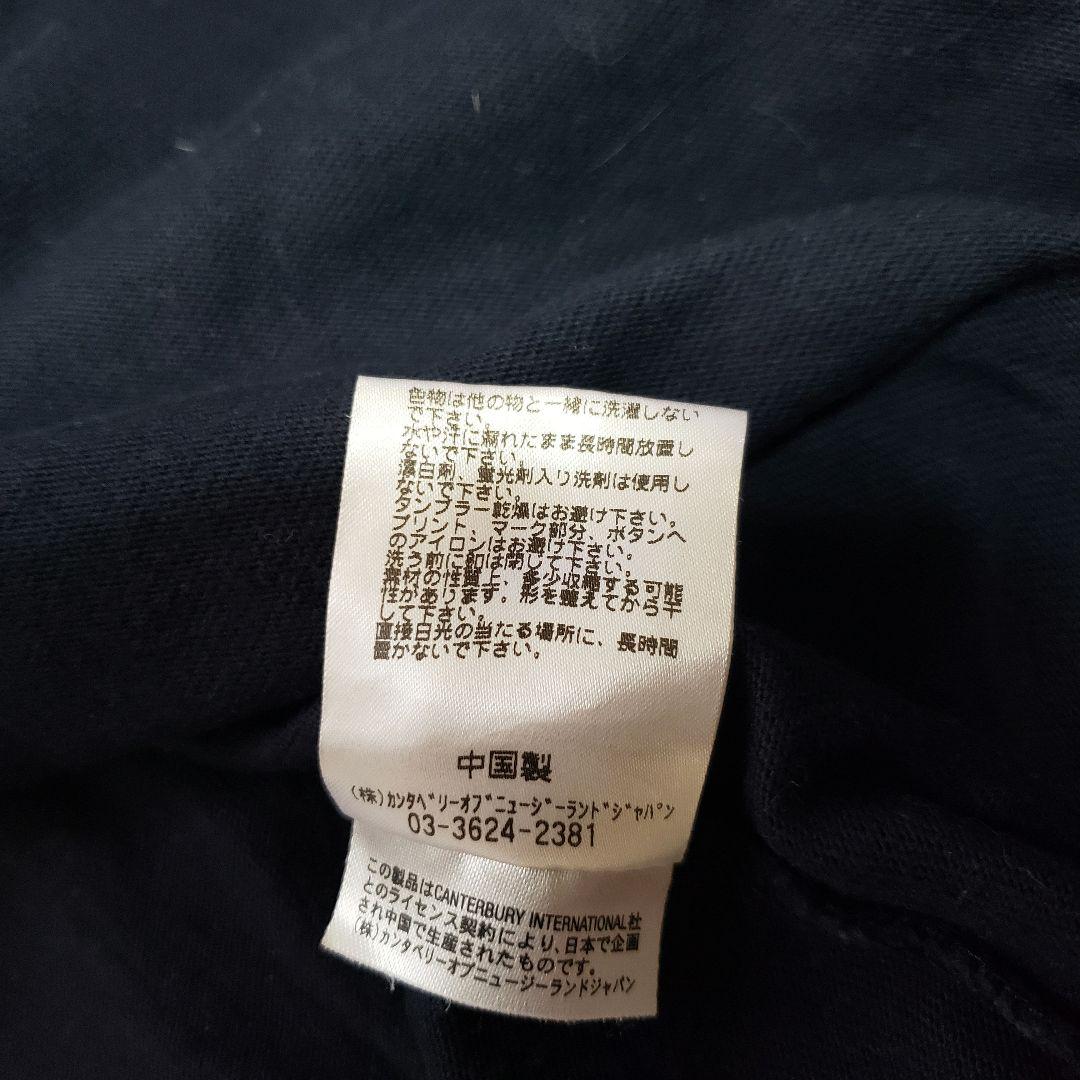 色物は他の物と一緒に洗濯しない
で下さい。
水や汗に濡れたまま長時間放置し
ないで下さい。
漂白剤、蛍光剤入り洗剤は使用し
ないで下さい。
タンブラー乾燥はお避け下さい。
プリント、マーク部分、ボタンへ
のアイロンはお避け下さい。
洗う前に釦は閉して下さい。
素材の性質上、多少収縮する可能
性があります。形を整えてから干
して下さい。
直接日光の当たる場所に、長時間
置かないで下さい。
中国製
(株)カンタベリーオブニュージーランドジャパン
03-3624-2381
この製品はCANTERBURY INTERNATIONAL社
とのライセンス契約により、日本で企画
され中国で生産されたものです。
(株)カンタベリーオブニュージーランドジャパン